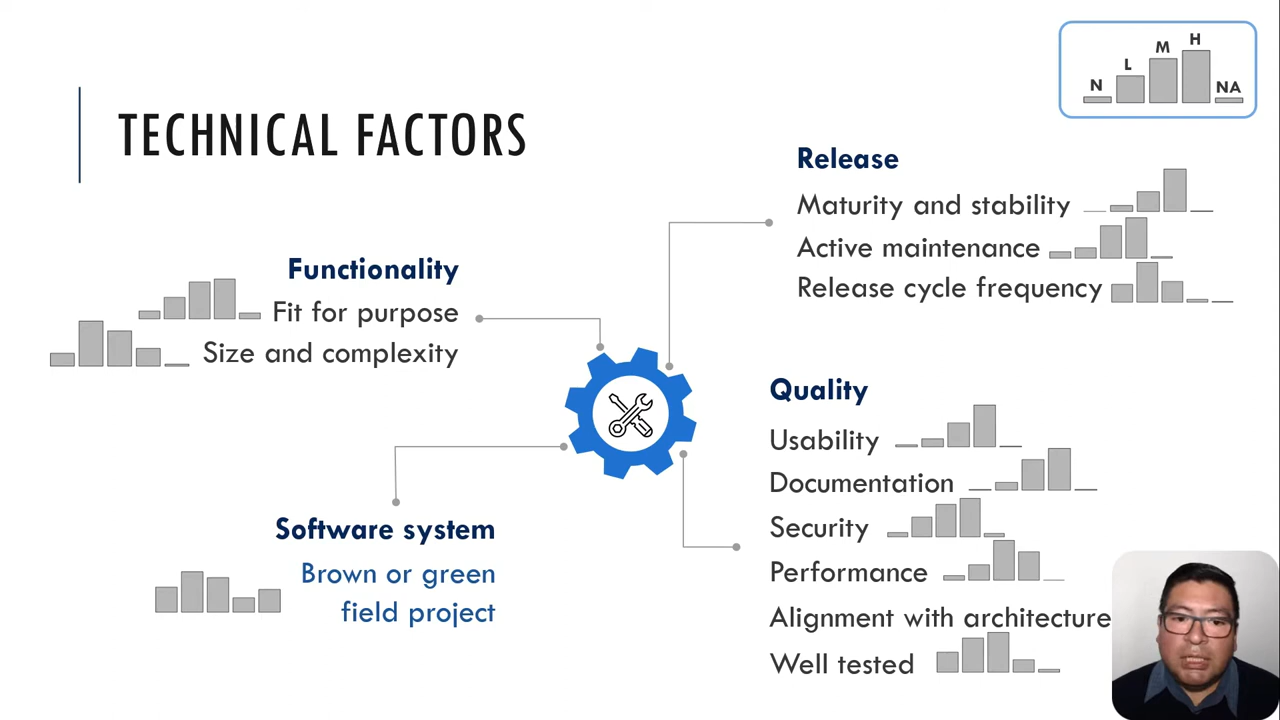 N L M H NA
TECHNICAL FACTORS
Functionality
Fit for purpose
Size and complexity
Software system
Brown or green
field project
Release
Maturity and stability
Active maintenance
Release cycle frequency
Quality
Usability
Documentation
Security
Performance
Alignment with architecture
Well tested